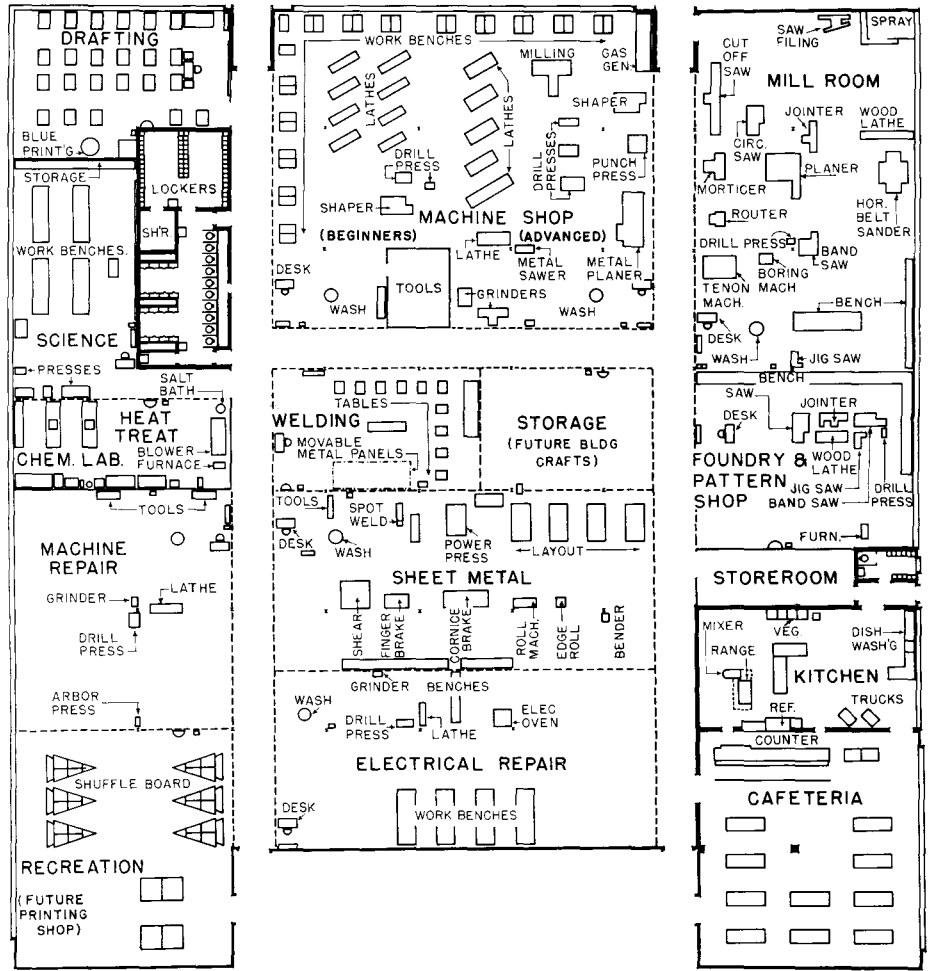 DRAFTING
BLUE
PRINT'G
STORAGE
LOCKERS
SH'R
WORK BENCHES.
SCIENCE
PRESSES
SALT
BATH
HEAT
TREAT
BLOWER
FURNACE
CHEM. LAB.
TOOLS
MACHINE
REPAIR
GRINDER
LATHE
DRILL
PRESS
ARBOR
PRESS
SHUFFLE BOARD
RECREATION
(FUTURE
PRINTING
SHOP)
WORK BENCHES
LATHES
LATHES
MILLING
GAS
GEN
SHAPER
DRILL
PRESSES
PUNCH
PRESS
DRILL
PRESS
SHAPER
MACHINE SHOP
(BEGINNERS)
(ADVANCED)
LATHE
METAL
SAWER
METAL
PLANER
DESK
WASH
TOOLS
GRINDERS
WASH
TABLES
WELDING
MOVABLE
METAL PANELS
STORAGE
(FUTURE BLDG
CRAFTS)
TOOLS
SPOT
WELD
DESK
WASH
POWER
PRESS
LAYOUT
SHEET METAL
SHEAR
FINGER
BRAKE
CORNICE
BRAKE
ROLL
MACH.
EDGE
ROLL
BENDER
GRINDER
BENCHES
WASH
DRILL
PRESS
LATHE
ELEC
OVEN
ELECTRICAL REPAIR
DESK
WORK BENCHES
SAW
FILING
SPRAY
CUT
OFF
SAW
MILL ROOM
JOINTER
WOOD
LATHE
CIRC.
SAW
PLANER
MORTICER
ROUTER
HOR.
BELT
SANDER
DRILL PRESS
BAND
SAW
BORING
MACH
TENON
MACH.
BENCH
DESK
WASH
JIG SAW
BENCH
SAW
DESK
JOINTER
WOOD
LATHE
FOUNDRY &
PATTERN
SHOP
JIG SAW
BAND SAW
DRILL
PRESS
FURN.
STOREROOM
MIXER
VEG.
DISH
WASH'G
RANGE
KITCHEN
REF.
TRUCKS
COUNTER
CAFETERIA